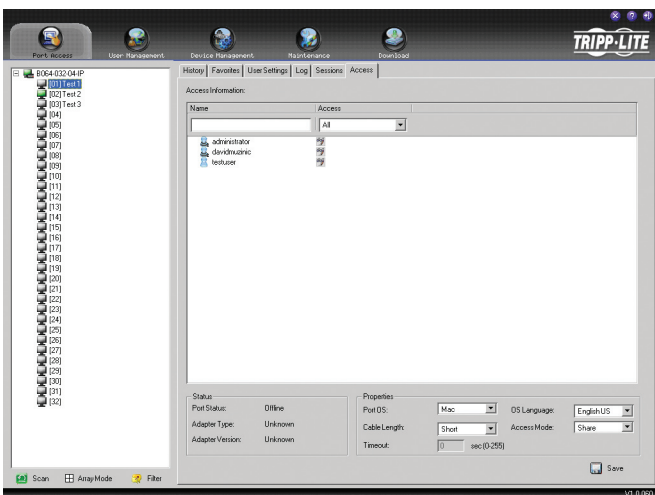 TRIPP·LITE
Port Access
User Management
Device Management
Maintenance
Download
B064-032-04-IP
[01] Test 1
[02] Test 2
[03] Test 3
[04]
[05]
[06]
[07]
[08]
[09]
[10]
[11]
[12]
[13]
[14]
[15]
[16]
[17]
[18]
[19]
[20]
[21]
[22]
[23]
[24]
[25]
[26]
[27]
[28]
[29]
[30]
[31]
[32]
Scan
Array Mode
Filter
History
Favorites
User Settings
Log
Sessions
Access
Access Information:
Name
Access
All
administrator
davidmuzinic
testuser
Status
Port Status: Offline
Adapter Type: Unknown
Adapter Version: Unknown
Properties
Port OS: Mac
OS Language: English US
Cable Length: Short
Access Mode: Share
Timeout: 0 sec (0-255)
Save
V1.0.060